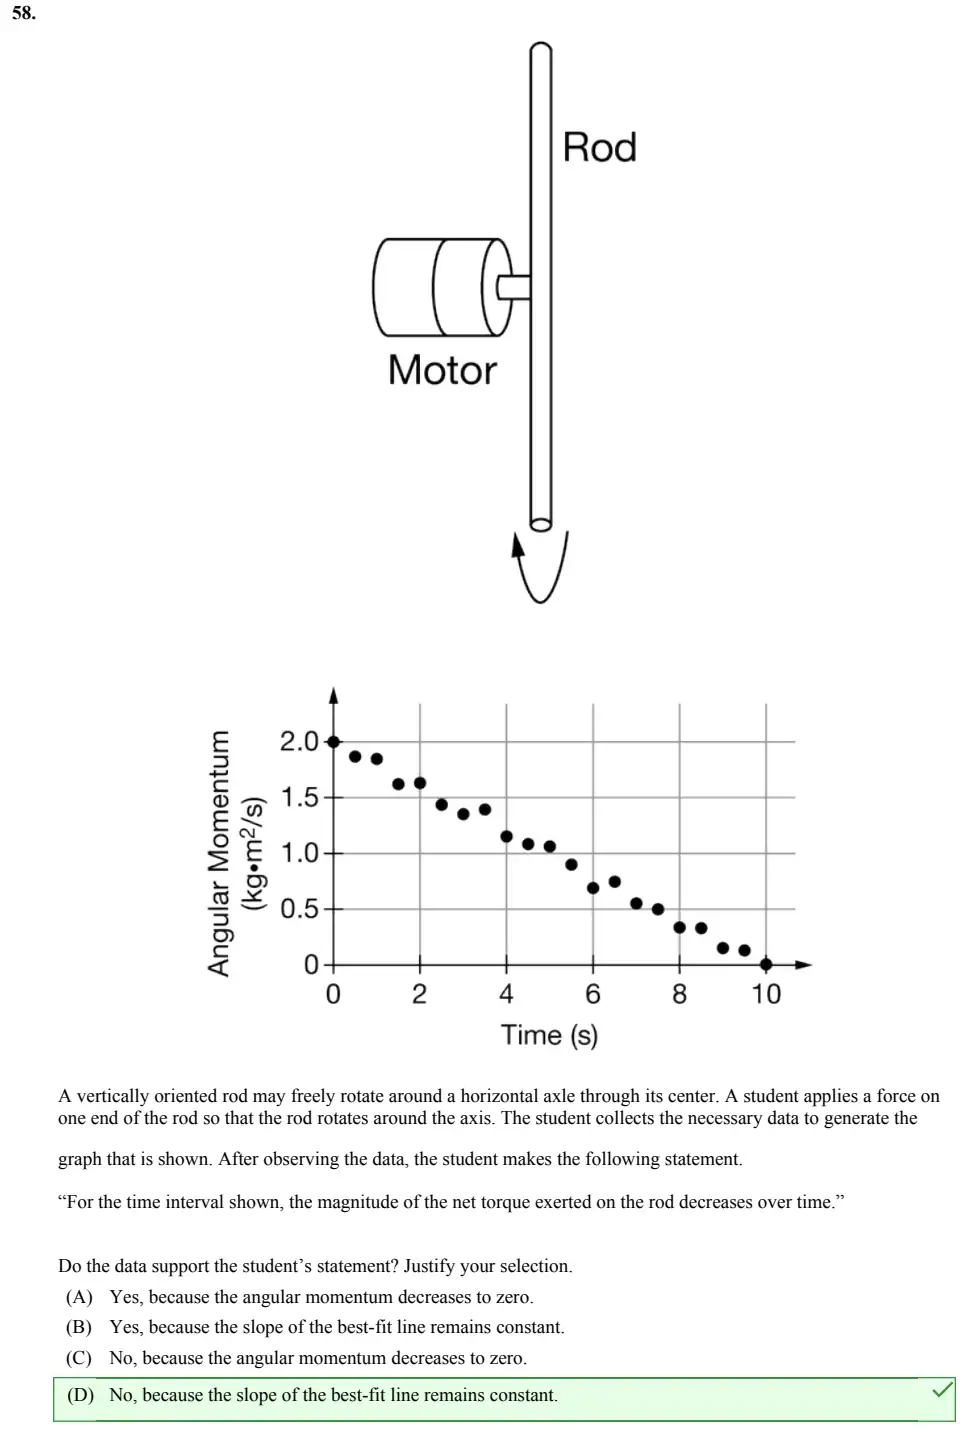 58.
Rod
Motor
Angular Momentum
(kg•m²/s)
2.0
1.5
1.0
0.5
0
0 2 4 6 8 10
Time (s)
A vertically oriented rod may freely rotate around a horizontal axle through its center. A student applies a force on
one end of the rod so that the rod rotates around the axis. The student collects the necessary data to generate the
graph that is shown. After observing the data, the student makes the following statement.
“For the time interval shown, the magnitude of the net torque exerted on the rod decreases over time.”
Do the data support the student’s statement? Justify your selection.
(A) Yes, because the angular momentum decreases to zero.
(B) Yes, because the slope of the best-fit line remains constant.
(C) No, because the angular momentum decreases to zero.
(D) No, because the slope of the best-fit line remains constant.